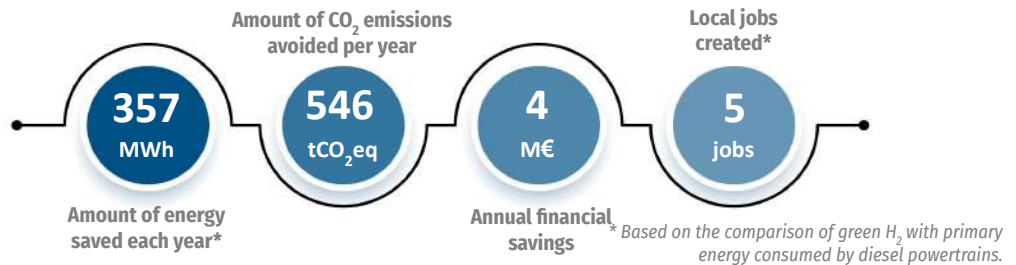 Amount of CO₂ emissions
avoided per year
Local jobs
created*
357
MWh
546
tCO₂eq
4
M€
5
jobs
Amount of energy
saved each year*
Annual financial
savings
* Based on the comparison of green H₂ with primary
energy consumed by diesel powertrains.